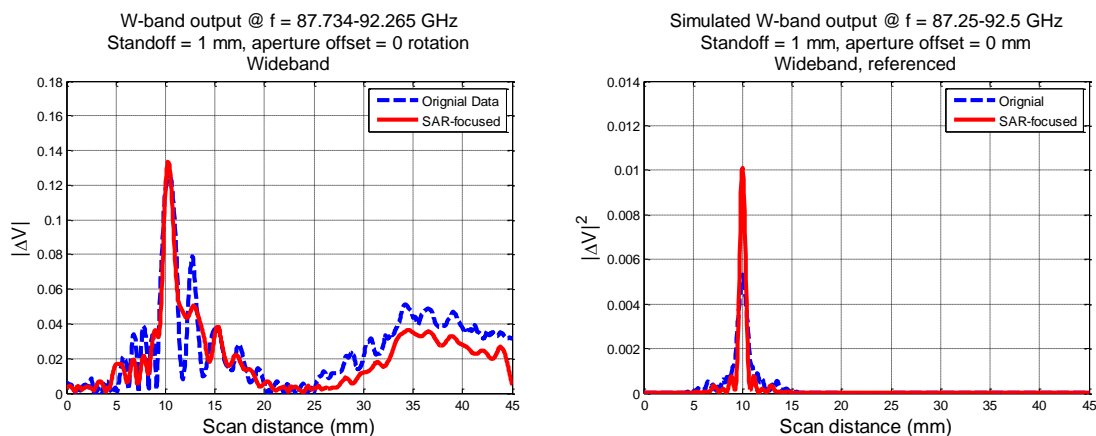 W-band output @ f = 87.734-92.265 GHz
Standoff = 1 mm, aperture offset = 0 rotation
Wideband
0.18
0.16
0.14
0.12
0.1
0.08
0.06
0.04
0.02
0
|ΔV|
Orignial Data
SAR-focused
0 5 10 15 20 25 30 35 40 45
Scan distance (mm)
Simulated W-band output @ f = 87.25-92.5 GHz
Standoff = 1 mm, aperture offset = 0 mm
Wideband, referenced
0.014
0.012
0.01
0.008
0.006
0.004
0.002
0
|ΔV|²
Orignial
SAR-focused
0 5 10 15 20 25 30 35 40 45
Scan distance (mm)